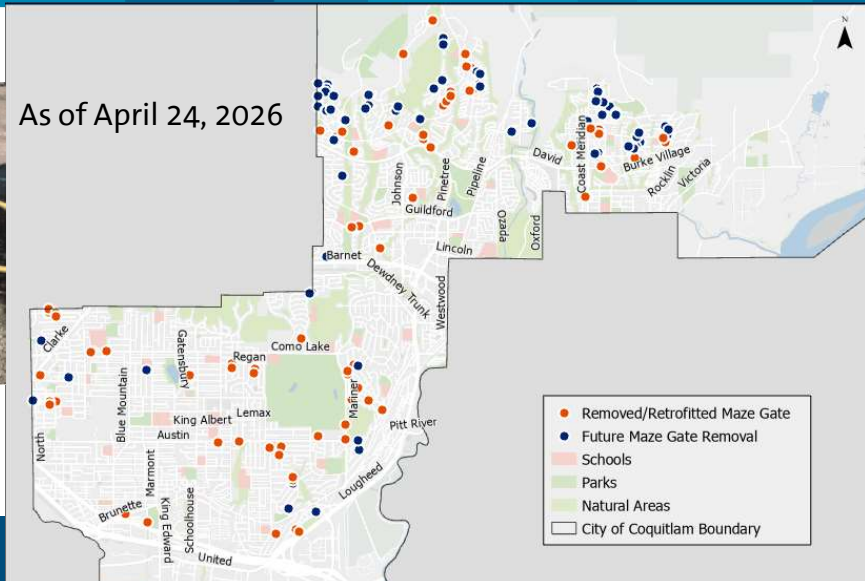 As of April 24, 2026
N
David
Coast Meridian
Burke Village
Rocklin
Victoria
Johnson
Pinetree
Pipeline
Guildford
Ozada
Oxford
Lincoln
Barnet
Dewdney Trunk
Westwood
Clarke
Gatensbury
Como Lake
Regan
Blue Mountain
Mariner
Lemax
King Albert
Austin
Pitt River
North
Marmont
Lougheed
Brunette
King Edward
Schoolhouse
United
Removed/Retrofitted Maze Gate
Future Maze Gate Removal
Schools
Parks
Natural Areas
City of Coquitlam Boundary